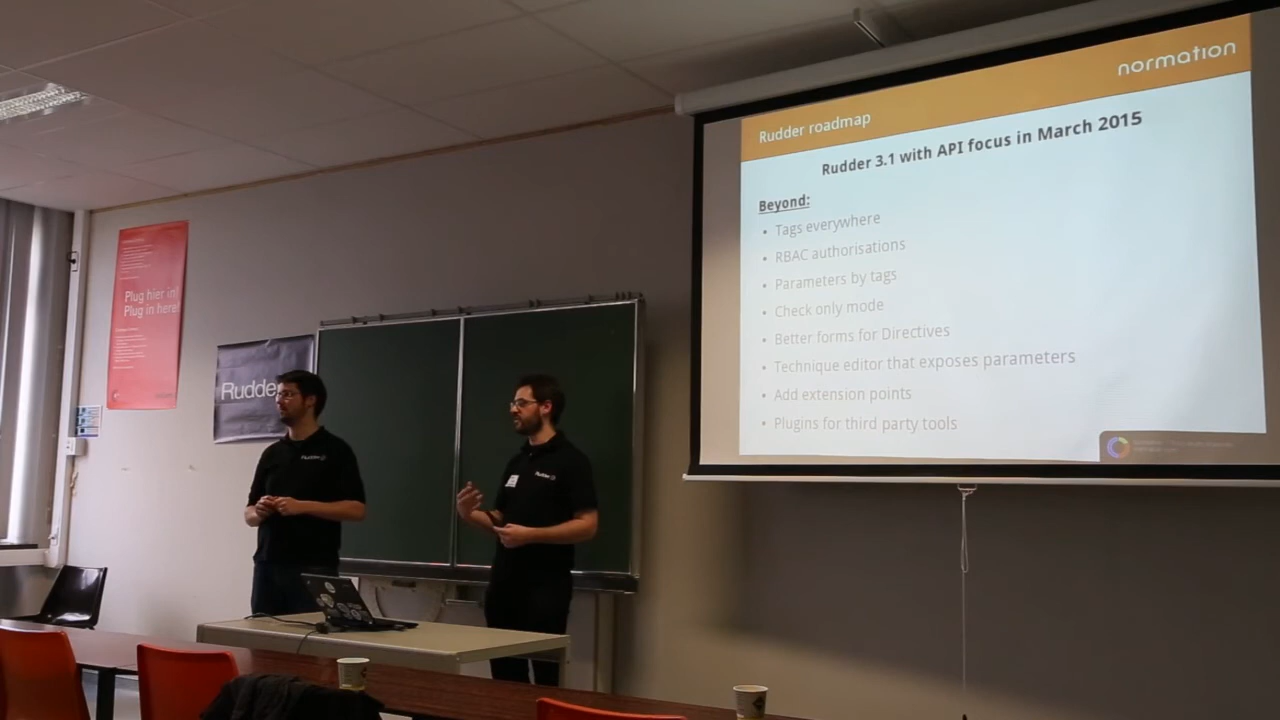 normation
Rudder roadmap
Rudder 3.1 with API focus in March 2015
Beyond:
• Tags everywhere
• RBAC authorisations
• Parameters by tags
• Check only mode
• Better forms for Directives
• Technique editor that exposes parameters
• Add extension points
• Plugins for third party tools
Plug hier in!
Plug in here!
Rudder
Rudder
Rudder